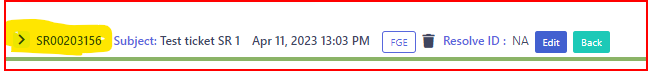 SR00203156 Subject: Test ticket SR 1 Apr 11, 2023 13:03 PM FGE Resolve ID : NA Edit Back